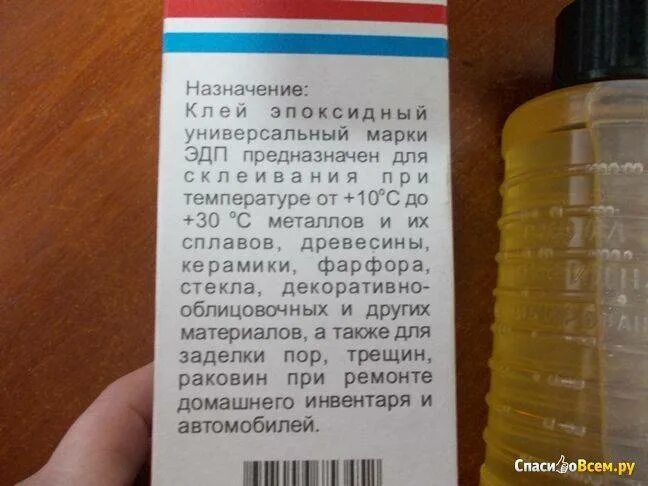 Назначение:
Клей эпоксидный
универсальный марки
ЭДП предназначен для
склеивания при
температуре от +10°С до
+30 °С металлов и их
сплавов, древесины,
керамики, фарфора,
стекла, декоративно-
облицовочных и других
материалов, а также для
заделки пор, трещин,
раковин при ремонте
домашнего инвентаря и
автомобилей.
СпасибоВсем.ру